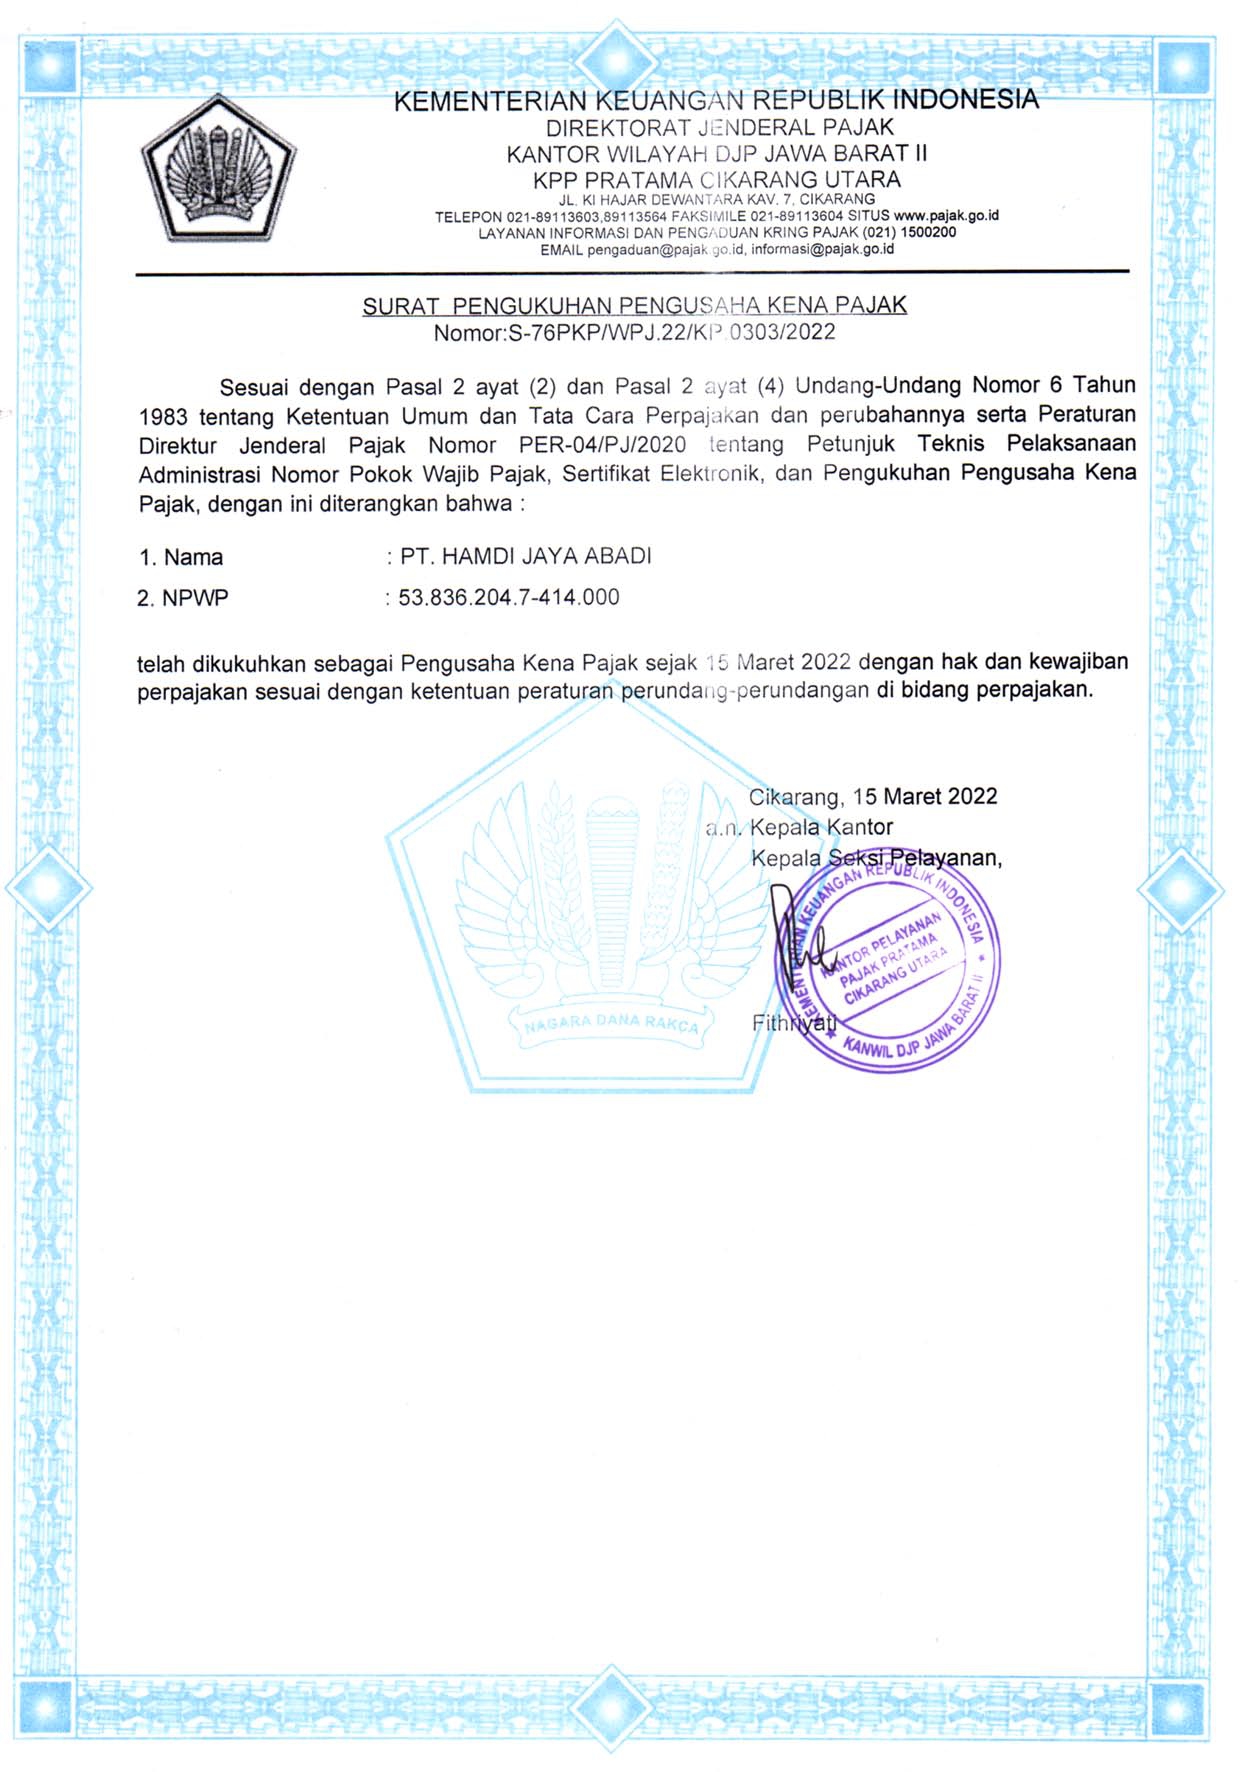 KEMENTERIAN KEUANGAN REPUBLIK INDONESIA
DIREKTORAT JENDERAL PAJAK
KANTOR WILAYAH DJP JAWA BARAT II
KPP PRATAMA CIKARANG UTARA
JL. KI HAJAR DEWANTARA KAV. 7, CIKARANG
TELEPON 021-89113603,89113564 FAKSIMILE 021-89113604 SITUS www.pajak.go.id
LAYANAN INFORMASI DAN PENGADUAN KRING PAJAK (021) 1500200
EMAIL pengaduan@pajak.go.id, informasi@pajak.go.id
SURAT PENGUKUHAN PENGUSAHA KENA PAJAK
Nomor:S-76PKP/WPJ.22/KP.0303/2022
Sesuai dengan Pasal 2 ayat (2) dan Pasal 2 ayat (4) Undang-Undang Nomor 6 Tahun
1983 tentang Ketentuan Umum dan Tata Cara Perpajakan dan perubahannya serta Peraturan
Direktur Jenderal Pajak Nomor PER-04/PJ/2020 tentang Petunjuk Teknis Pelaksanaan
Administrasi Nomor Pokok Wajib Pajak, Sertifikat Elektronik, dan Pengukuhan Pengusaha Kena
Pajak, dengan ini diterangkan bahwa :
1. Nama : PT. HAMDI JAYA ABADI
2. NPWP : 53.836.204.7-414.000
telah dikukuhkan sebagai Pengusaha Kena Pajak sejak 15 Maret 2022 dengan hak dan kewajiban
perpajakan sesuai dengan ketentuan peraturan perundang-perundangan di bidang perpajakan.
Cikarang, 15 Maret 2022
a.n. Kepala Kantor
Kepala Seksi Pelayanan,
KEMENTERIAN KEUANGAN REPUBLIK INDONESIA
KANTOR PELAYANAN
PAJAK PRATAMA
CIKARANG UTARA
KANWIL DJP JAWA BARAT II
Fithriyati
NAGARA DANA RAKCA